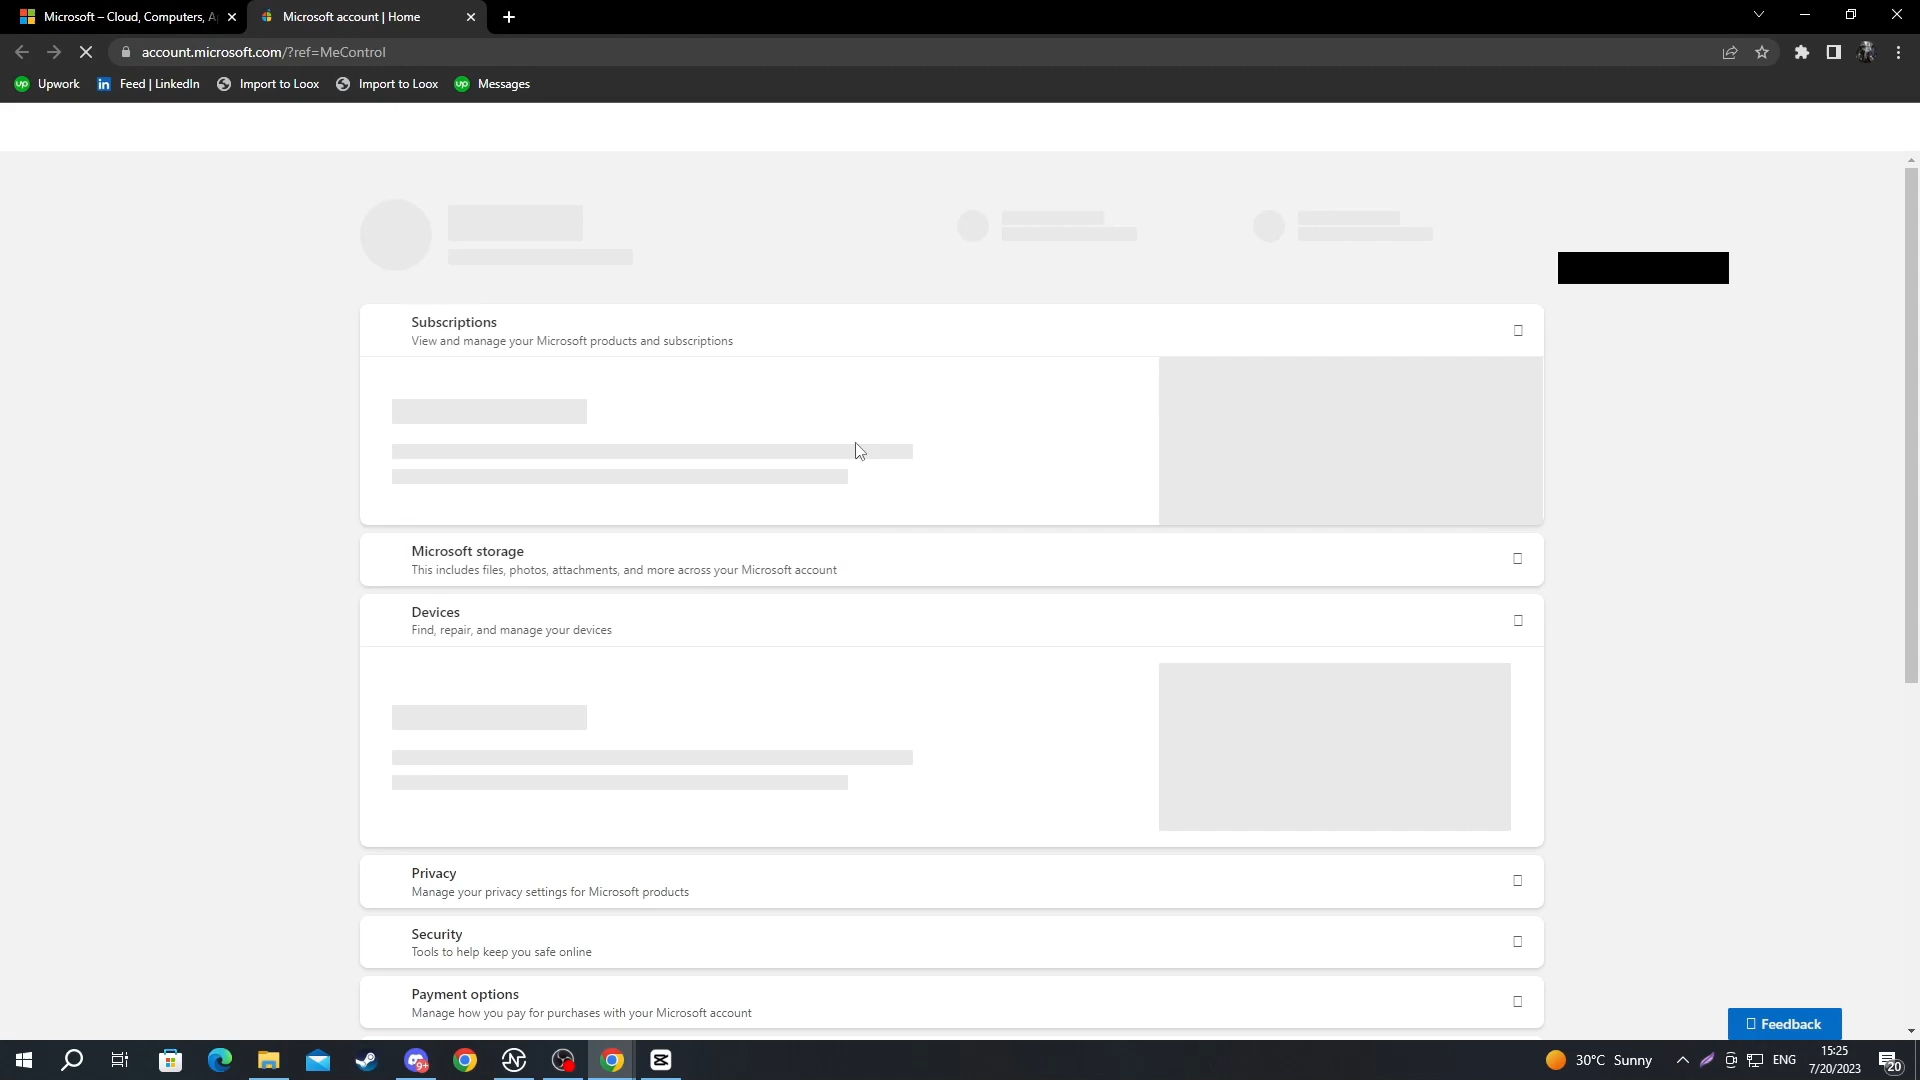 Microsoft – Cloud, Computers, A
Microsoft account | Home
account.microsoft.com/?ref=MeControl
Upwork
Feed | LinkedIn
Import to Loox
Import to Loox
Messages
Subscriptions
View and manage your Microsoft products and subscriptions
Microsoft storage
This includes files, photos, attachments, and more across your Microsoft account
Devices
Find, repair, and manage your devices
Privacy
Manage your privacy settings for Microsoft products
Security
Tools to help keep you safe online
Payment options
Manage how you pay for purchases with your Microsoft account
Feedback
30°C Sunny
ENG
15:25
7/20/2023
20
9+